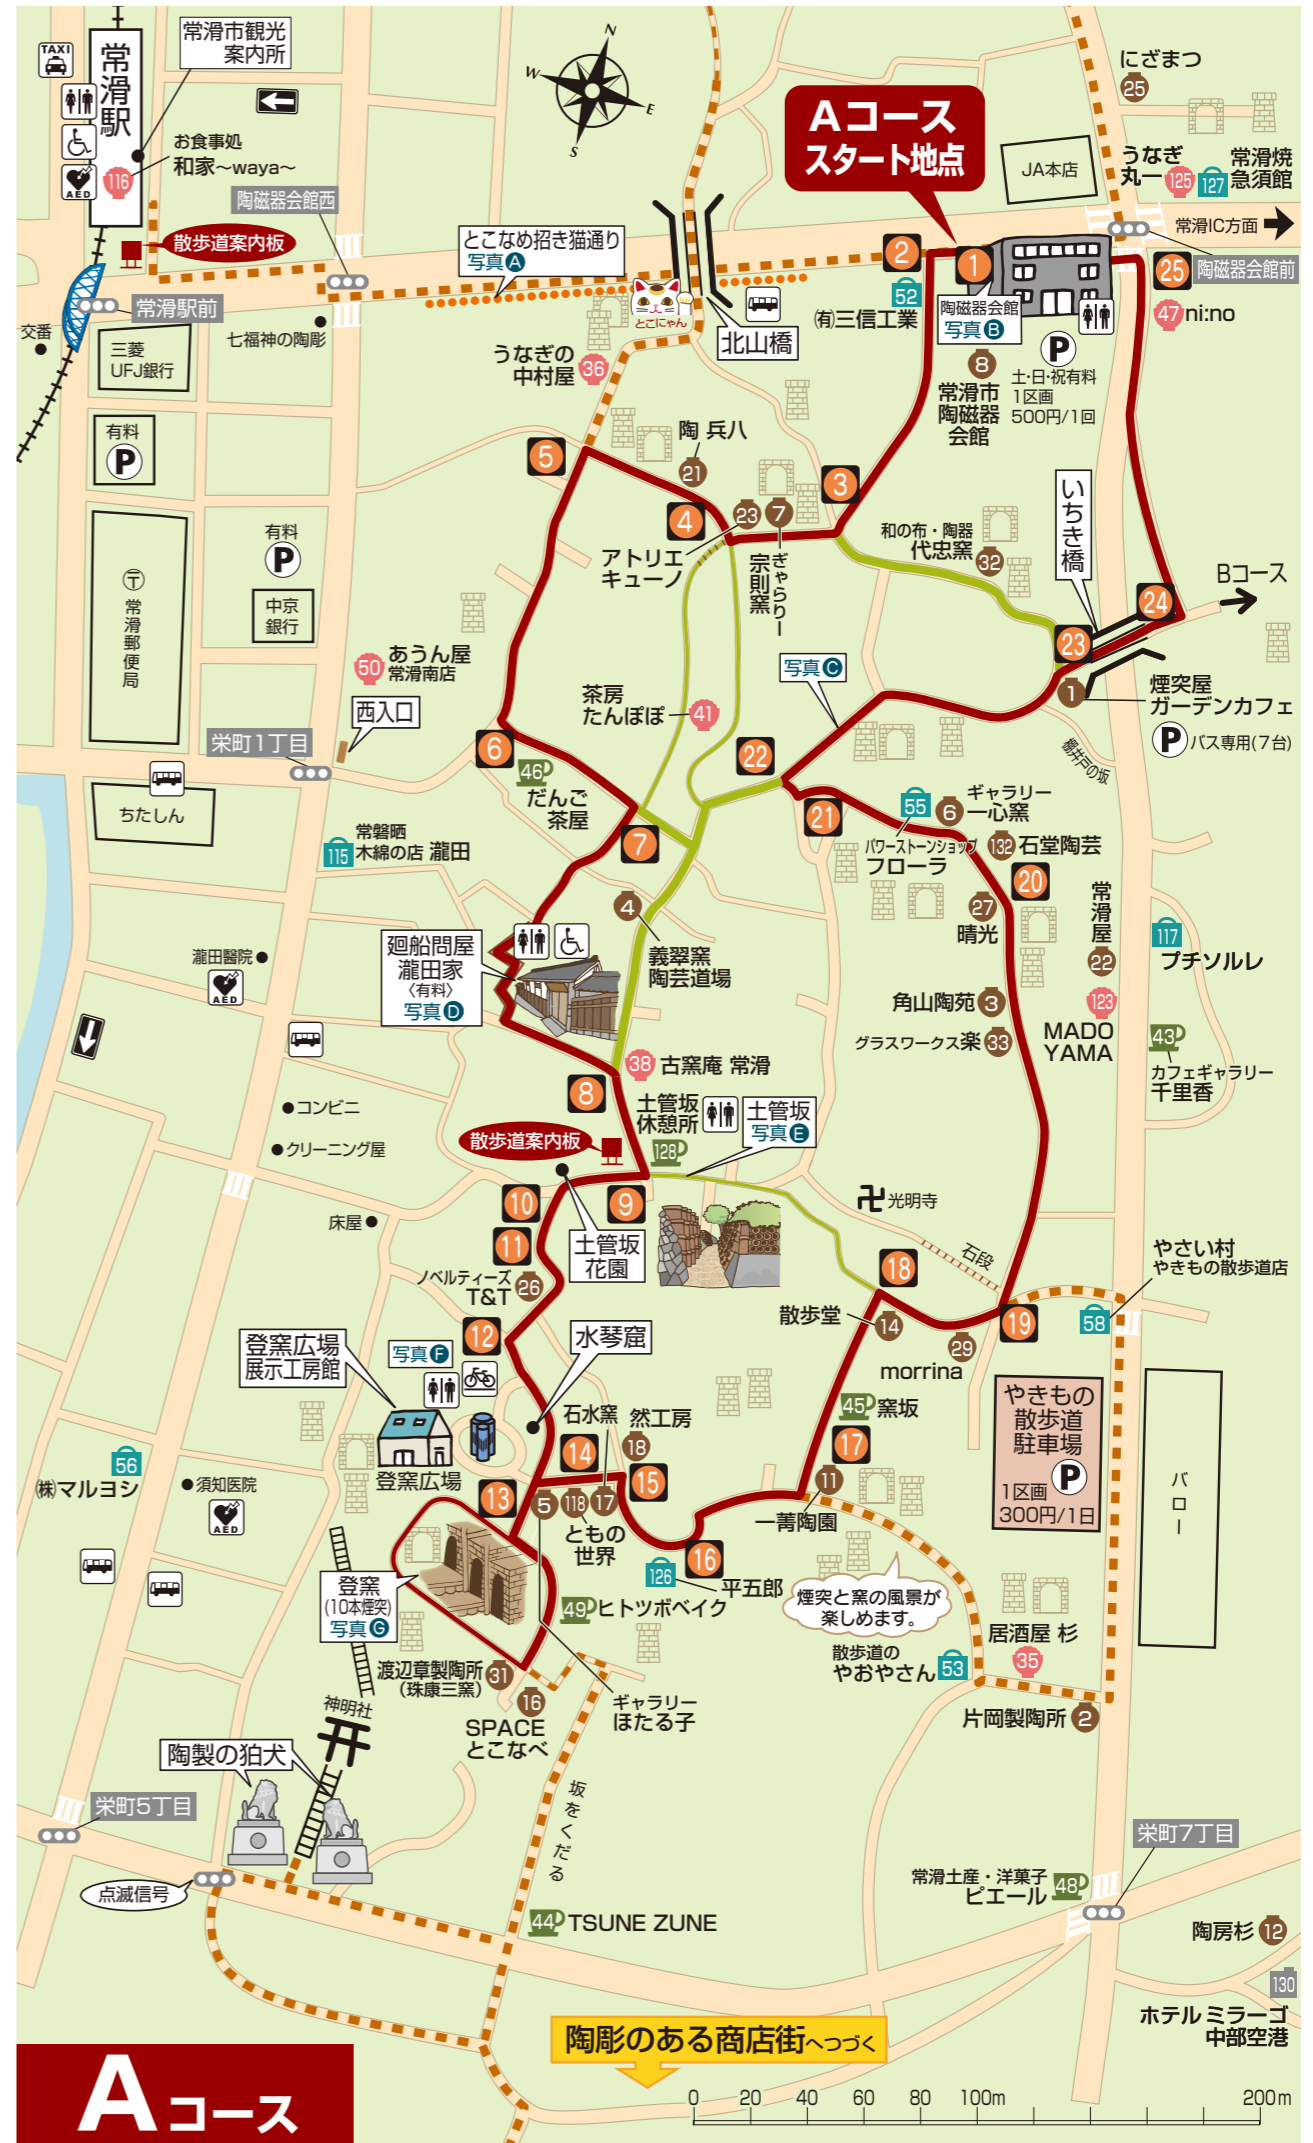 TAXI
常滑駅
常滑市観光
案内所
お食事処
和家〜waya〜
116
AED
散歩道案内板
陶磁器会館西
常滑駅前
交番
三菱
UFJ銀行
七福神の陶彫
N
W
E
S
とこなめ招き猫通り
写真A
とこにゃん
北山橋
Aコース
スタート地点
にざまつ
25
JA本店
うなぎ
丸一
125
127
常滑焼
急須館
常滑IC方面
陶磁器会館前
2
52
㈲三信工業
1
陶磁器会館
写真B
8
常滑市
陶磁器
会館
P
土・日・祝有料
1区画
500円/1回
25
47
ni:no
うなぎの
中村屋
36
有料
P
5
陶 兵八
21
4
23
7
3
アトリエ
キューノ
ぎゃらりー
宗則窯
和の布・陶器
代忠窯
32
いちき橋
24
Bコース
23
1
煙突屋
ガーデンカフェ
P
バス専用(7台)
棚井戸の坂
〒
常滑郵便局
有料
P
中京
銀行
50
あうん屋
常滑南店
西入口
栄町1丁目
ちたしん
茶房
たんぽぽ
41
写真C
22
6
46
だんご
茶屋
7
115
常磐晒
木綿の店 瀧田
21
55
パワーストーンショップ
フローラ
6
ギャラリー
一心窯
132
石堂陶芸
20
27
晴光
常滑屋
22
123
MADO
YAMA
117
プチソルレ
43
カフェギャラリー
千里香
4
義翠窯
陶芸道場
瀧田醫院
AED
廻船問屋
瀧田家
〈有料〉
写真D
角山陶苑
3
グラスワークス楽
33
8
38
古窯庵 常滑
土管坂
休憩所
128
土管坂
写真E
コンビニ
クリーニング屋
床屋
散歩道案内板
10
11
9
土管坂
花園
光明寺
石段
ノベルティーズ
T&T
26
12
水琴窟
登窯広場
展示工房館
写真F
登窯広場
18
散歩堂
14
29
morrina
19
やさい村
やきもの散歩道店
58
やきもの
散歩道
駐車場
P
1区画
300円/1日
バロー
石水窯
然工房
18
14
15
13
5
118
17
ともの
世界
45
窯坂
17
11
一菁陶園
16
126
平五郎
56
㈱マルヨシ
須知医院
AED
登窯
(10本煙突)
写真G
49
ヒトツボベイク
煙突と窯の風景が
楽しめます。
散歩道の
やおやさん
53
居酒屋 杉
35
片岡製陶所
2
渡辺章製陶所
(珠康三窯)
31
16
SPACE
とこなべ
ギャラリー
ほたる子
神明社
陶製の狛犬
栄町5丁目
点滅信号
坂をくだる
44
TSUNE ZUNE
栄町7丁目
常滑土産・洋菓子
ピエール
48
陶房杉
12
130
ホテル ミラーゴ
中部空港
陶彫のある商店街へつづく
Aコース
0 20 40 60 80 100m 200m